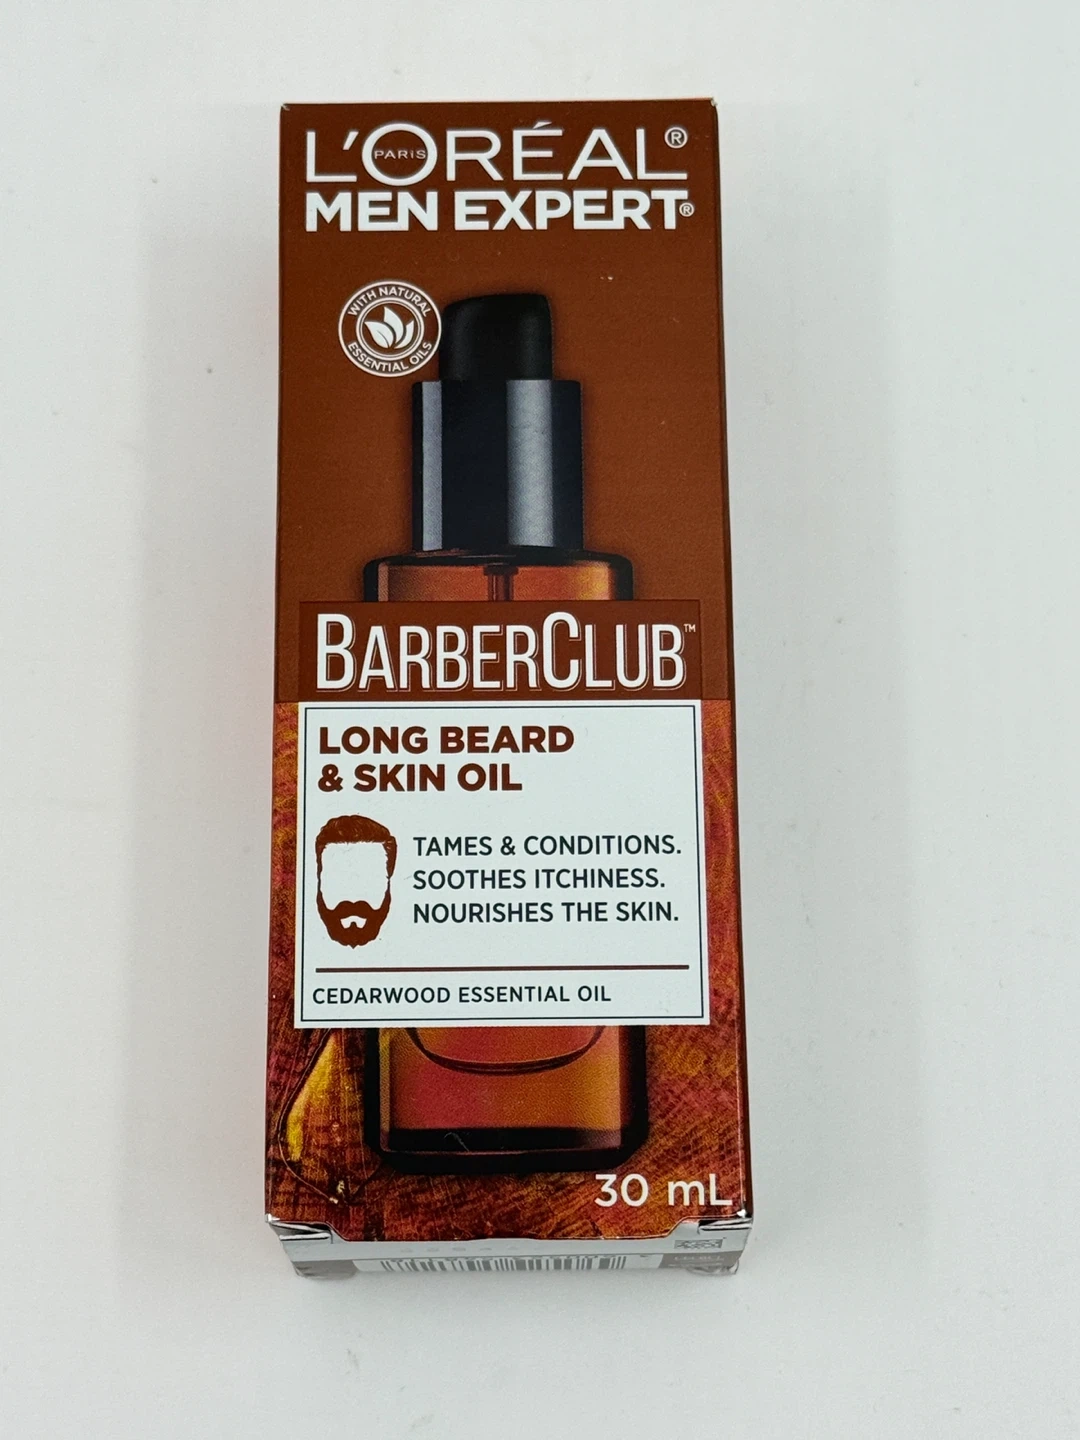 L'ORÉAL®
PARIS
MEN EXPERT®
WITH NATURAL
ESSENTIAL OILS
BARBERCLUB™
LONG BEARD
& SKIN OIL
TAMES & CONDITIONS.
SOOTHES ITCHINESS.
NOURISHES THE SKIN.
CEDARWOOD ESSENTIAL OIL
30 mL